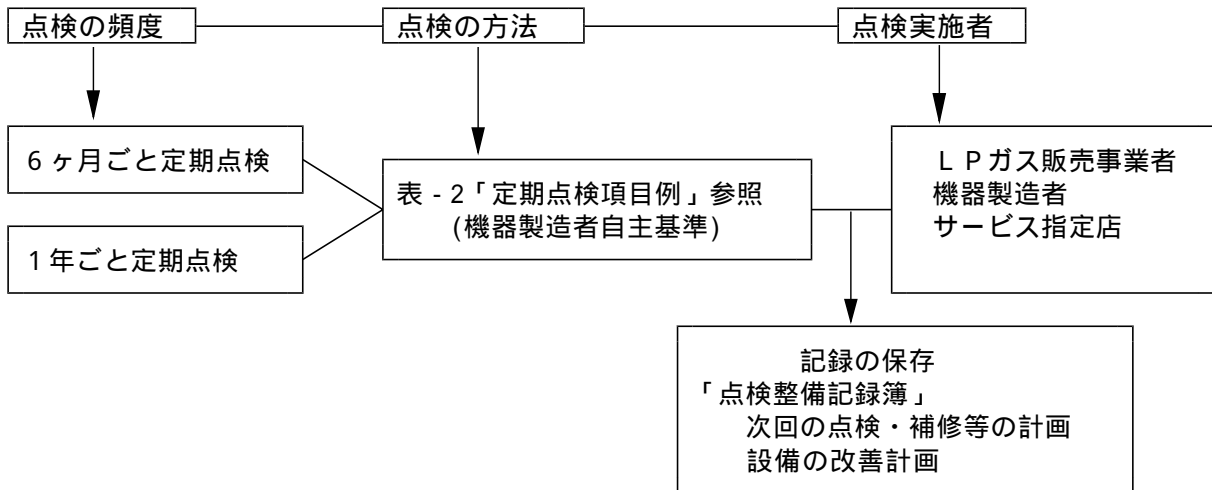 点検の頻度
点検の方法
点検実施者
6ヶ月ごと定期点検
1年ごと定期点検
表-2「定期点検項目例」参照
(機器製造者自主基準)
LPガス販売事業者
機器製造者
サービス指定店
記録の保存
「点検整備記録簿」
次回の点検・補修等の計画
設備の改善計画